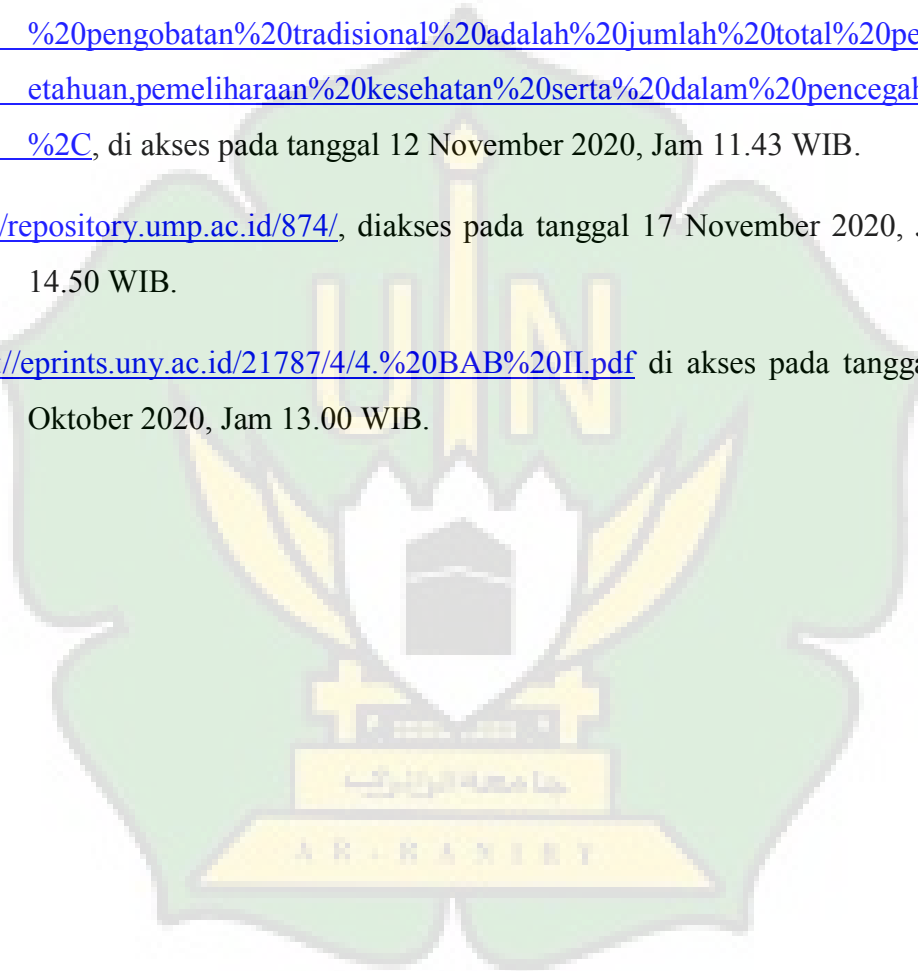 %20pengobatan%20tradisional%20adalah%20jumlah%20total%20pe
etahuan,pemeliharaan%20kesehatan%20serta%20dalam%20pencegah
%2C, di akses pada tanggal 12 November 2020, Jam 11.43 WIB.
/repository.ump.ac.id/874/, diakses pada tanggal 17 November 2020, J
14.50 WIB.
://eprints.uny.ac.id/21787/4/4.%20BAB%20II.pdf di akses pada tangga
Oktober 2020, Jam 13.00 WIB.
UIN
جامعة الرانري
AR-RANIRY